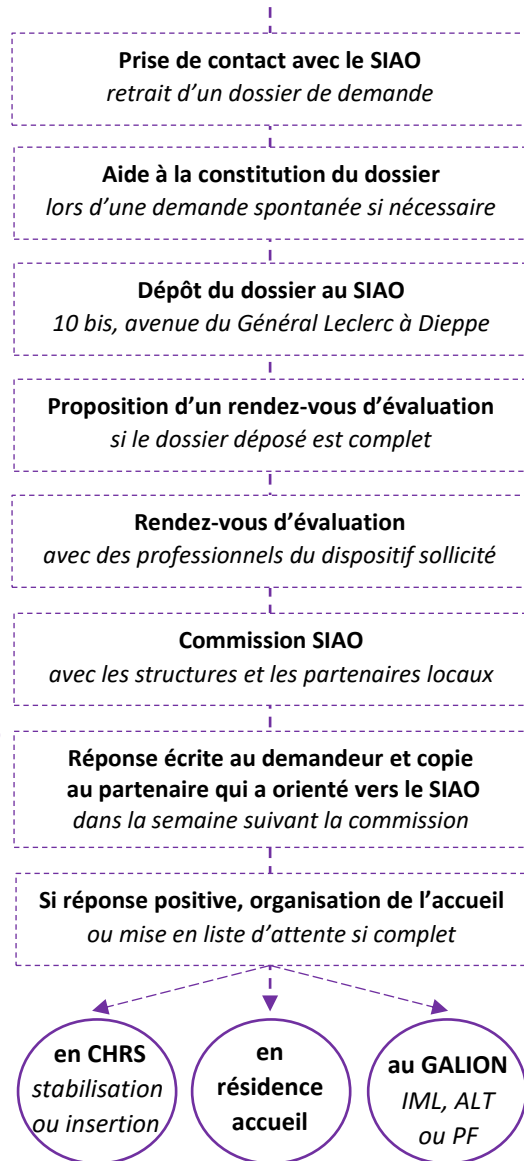 Prise de contact avec le SIAO
retrait d'un dossier de demande
Aide à la constitution du dossier
lors d'une demande spontanée si nécessaire
Dépôt du dossier au SIAO
10 bis, avenue du Général Leclerc à Dieppe
Proposition d'un rendez-vous d'évaluation
si le dossier déposé est complet
Rendez-vous d'évaluation
avec des professionnels du dispositif sollicité
Commission SIAO
avec les structures et les partenaires locaux
Réponse écrite au demandeur et copie
au partenaire qui a orienté vers le SIAO
dans la semaine suivant la commission
Si réponse positive, organisation de l'accueil
ou mise en liste d'attente si complet
en CHRS
stabilisation
ou insertion
en
résidence
accueil
au GALION
IML, ALT
ou PF